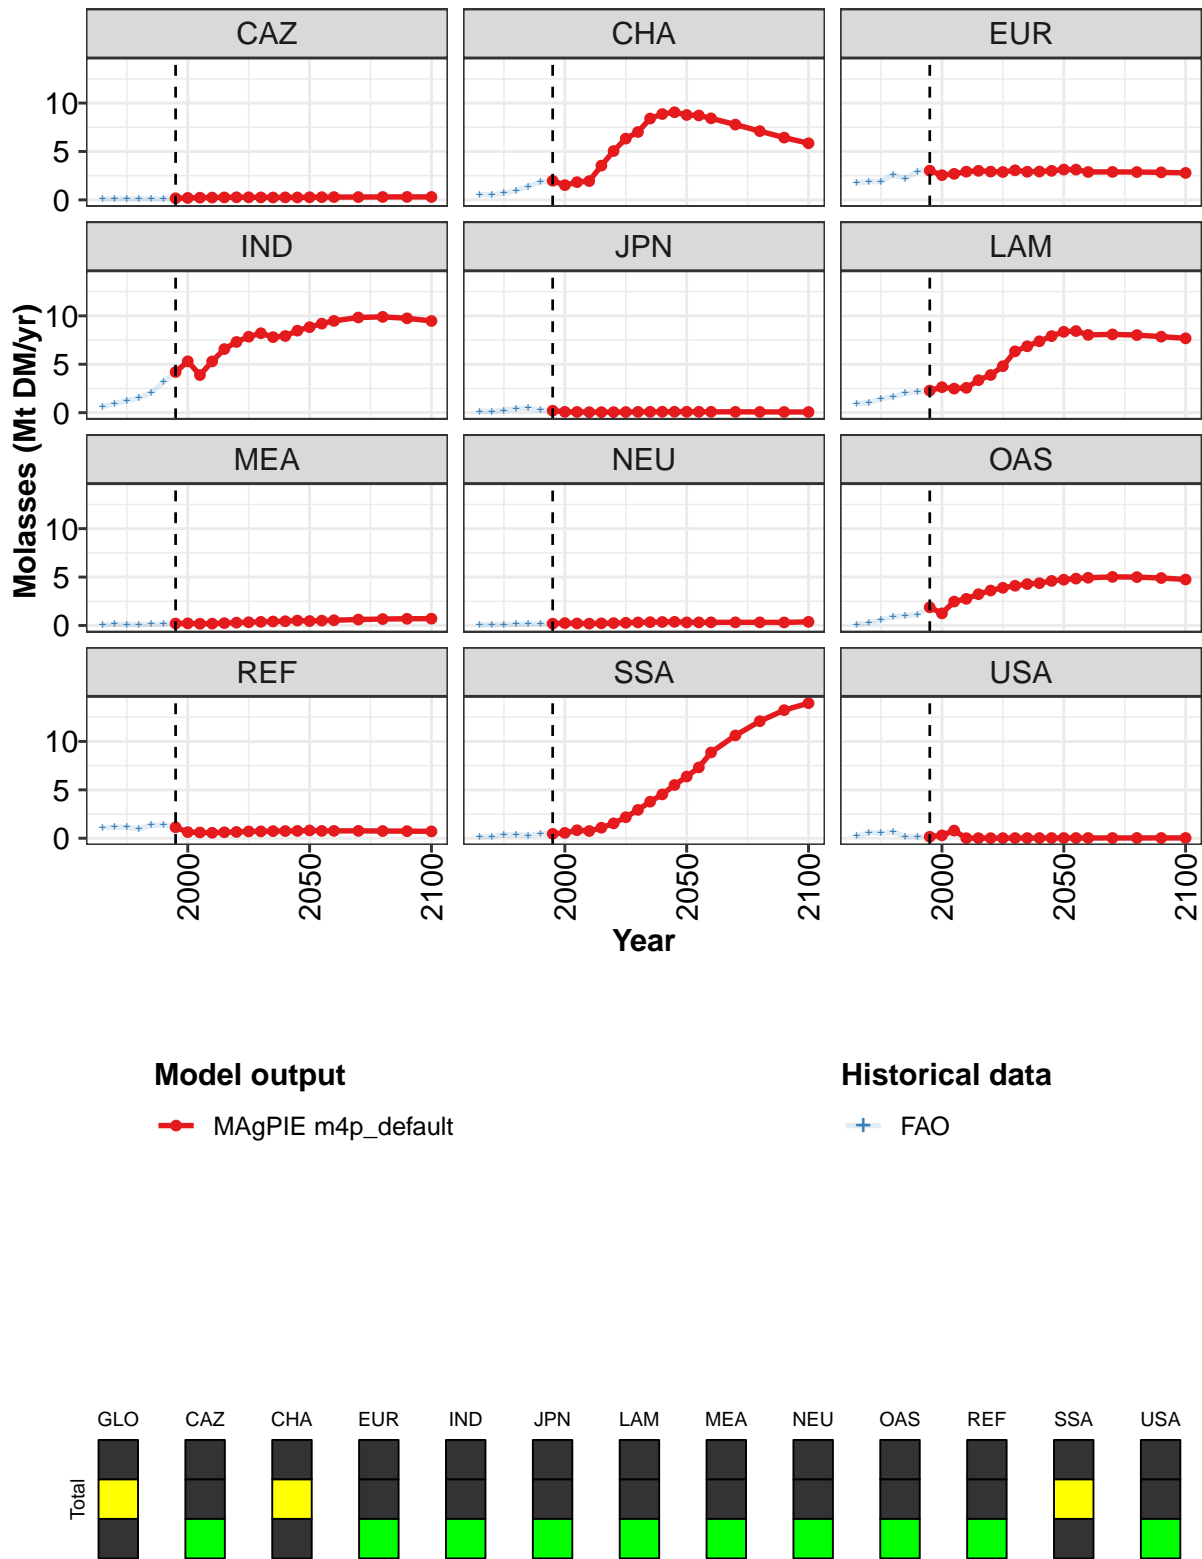 CAZ CHA EUR
10
5
0
IND JPN LAM
10
5
0
Molasses (Mt DM/yr)
MEA NEU OAS
10
5
0
REF SSA USA
10
5
0
2000 2050 2100 2000 2050 2100 2000 2050 2100
Year
Model output Historical data
MAgPIE m4p_default FAO
GLO CAZ CHA EUR IND JPN LAM MEA NEU OAS REF SSA USA
Total